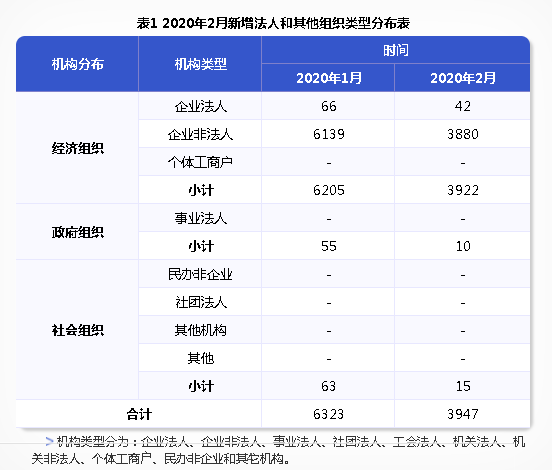 表1 2020年2月新增法人和其他组织类型分布表
机构分布 机构类型 时间
2020年1月 2020年2月
经济组织
企业法人 66 42
企业非法人 6139 3880
个体工商户 - -
小计 6205 3922
政府组织
事业法人 - -
小计 55 10
社会组织
民办非企业 - -
社团法人 - -
其他机构 - -
其他 - -
小计 63 15
合计 6323 3947
机构类型分为：企业法人、企业非法人、事业法人、社团法人、工会法人、机关法人、机
关非法人、个体工商户、民办非企业和其它机构。